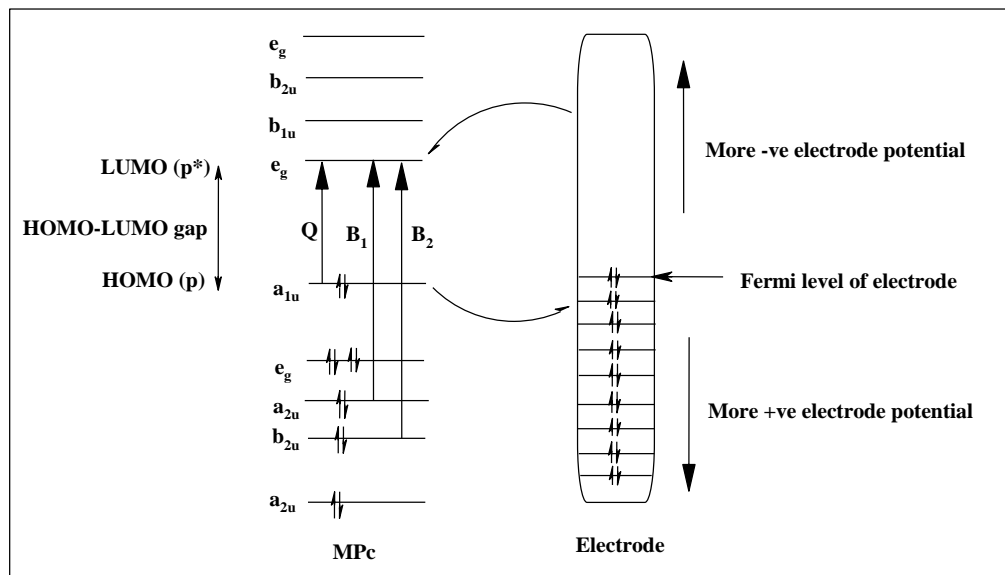 e_g
b_2u
b_1u
e_g
LUMO (p*)
HOMO-LUMO gap
HOMO (p)
Q
B_1
B_2
a_1u
e_g
a_2u
b_2u
a_2u
MPc
More -ve electrode potential
Fermi level of electrode
More +ve electrode potential
Electrode